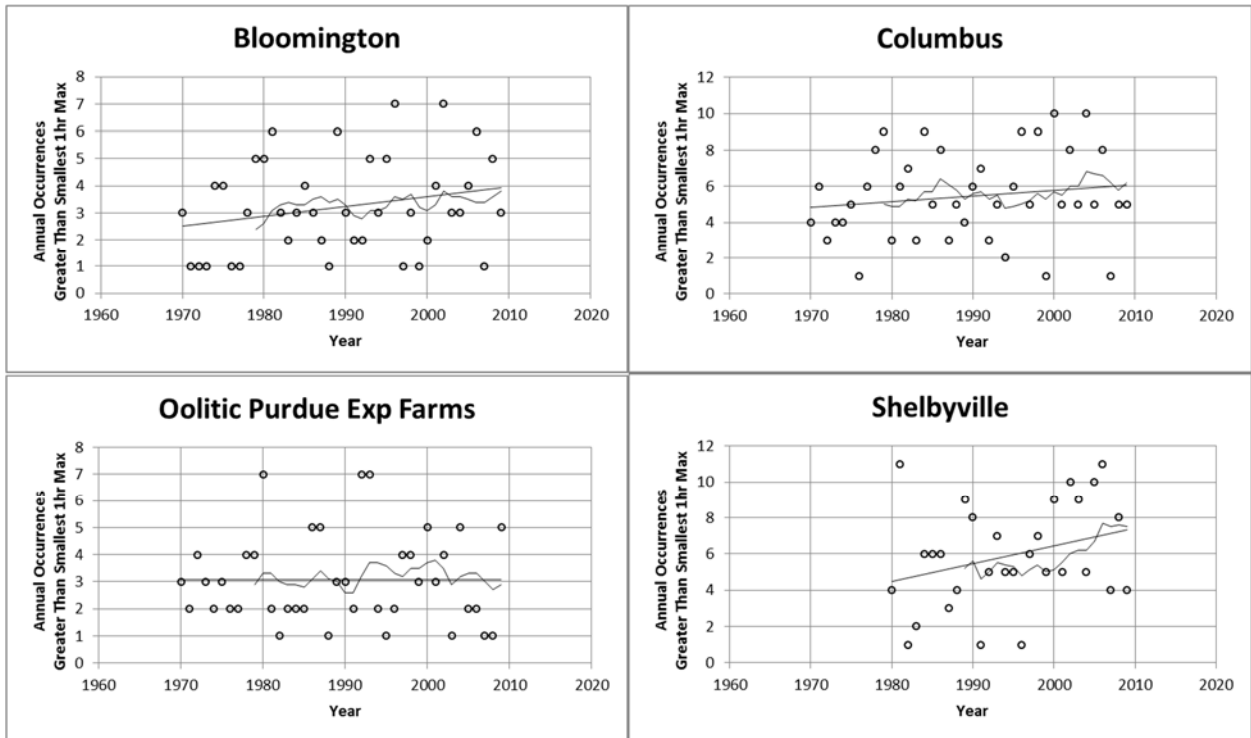 Bloomington
Annual Occurrences
Greater Than Smallest 1hr Max
8
7
6
5
4
3
2
1
0
1960 1970 1980 1990 2000 2010 2020
Year
Columbus
Annual Occurrences
Greater Than Smallest 1hr Max
12
10
8
6
4
2
0
1960 1970 1980 1990 2000 2010 2020
Year
Oolitic Purdue Exp Farms
Annual Occurrences
Greater Than Smallest 1hr Max
8
7
6
5
4
3
2
1
0
1960 1970 1980 1990 2000 2010 2020
Year
Shelbyville
Annual Occurrences
Greater Than Smallest 1hr Max
12
10
8
6
4
2
0
1960 1970 1980 1990 2000 2010 2020
Year